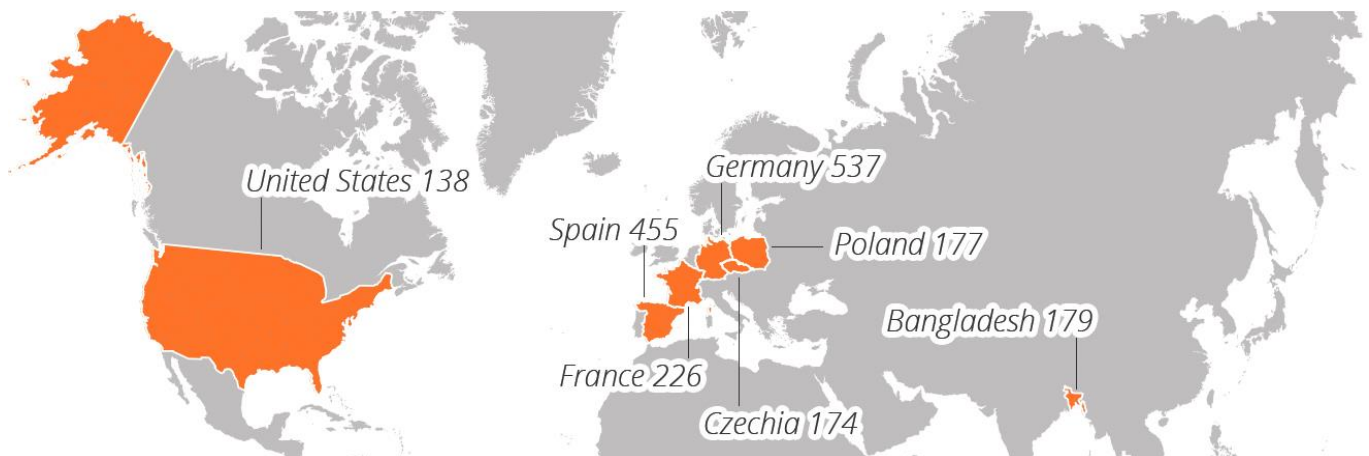 Germany 537
United States 138
Spain 455
Poland 177
Bangladesh 179
France 226
Czechia 174